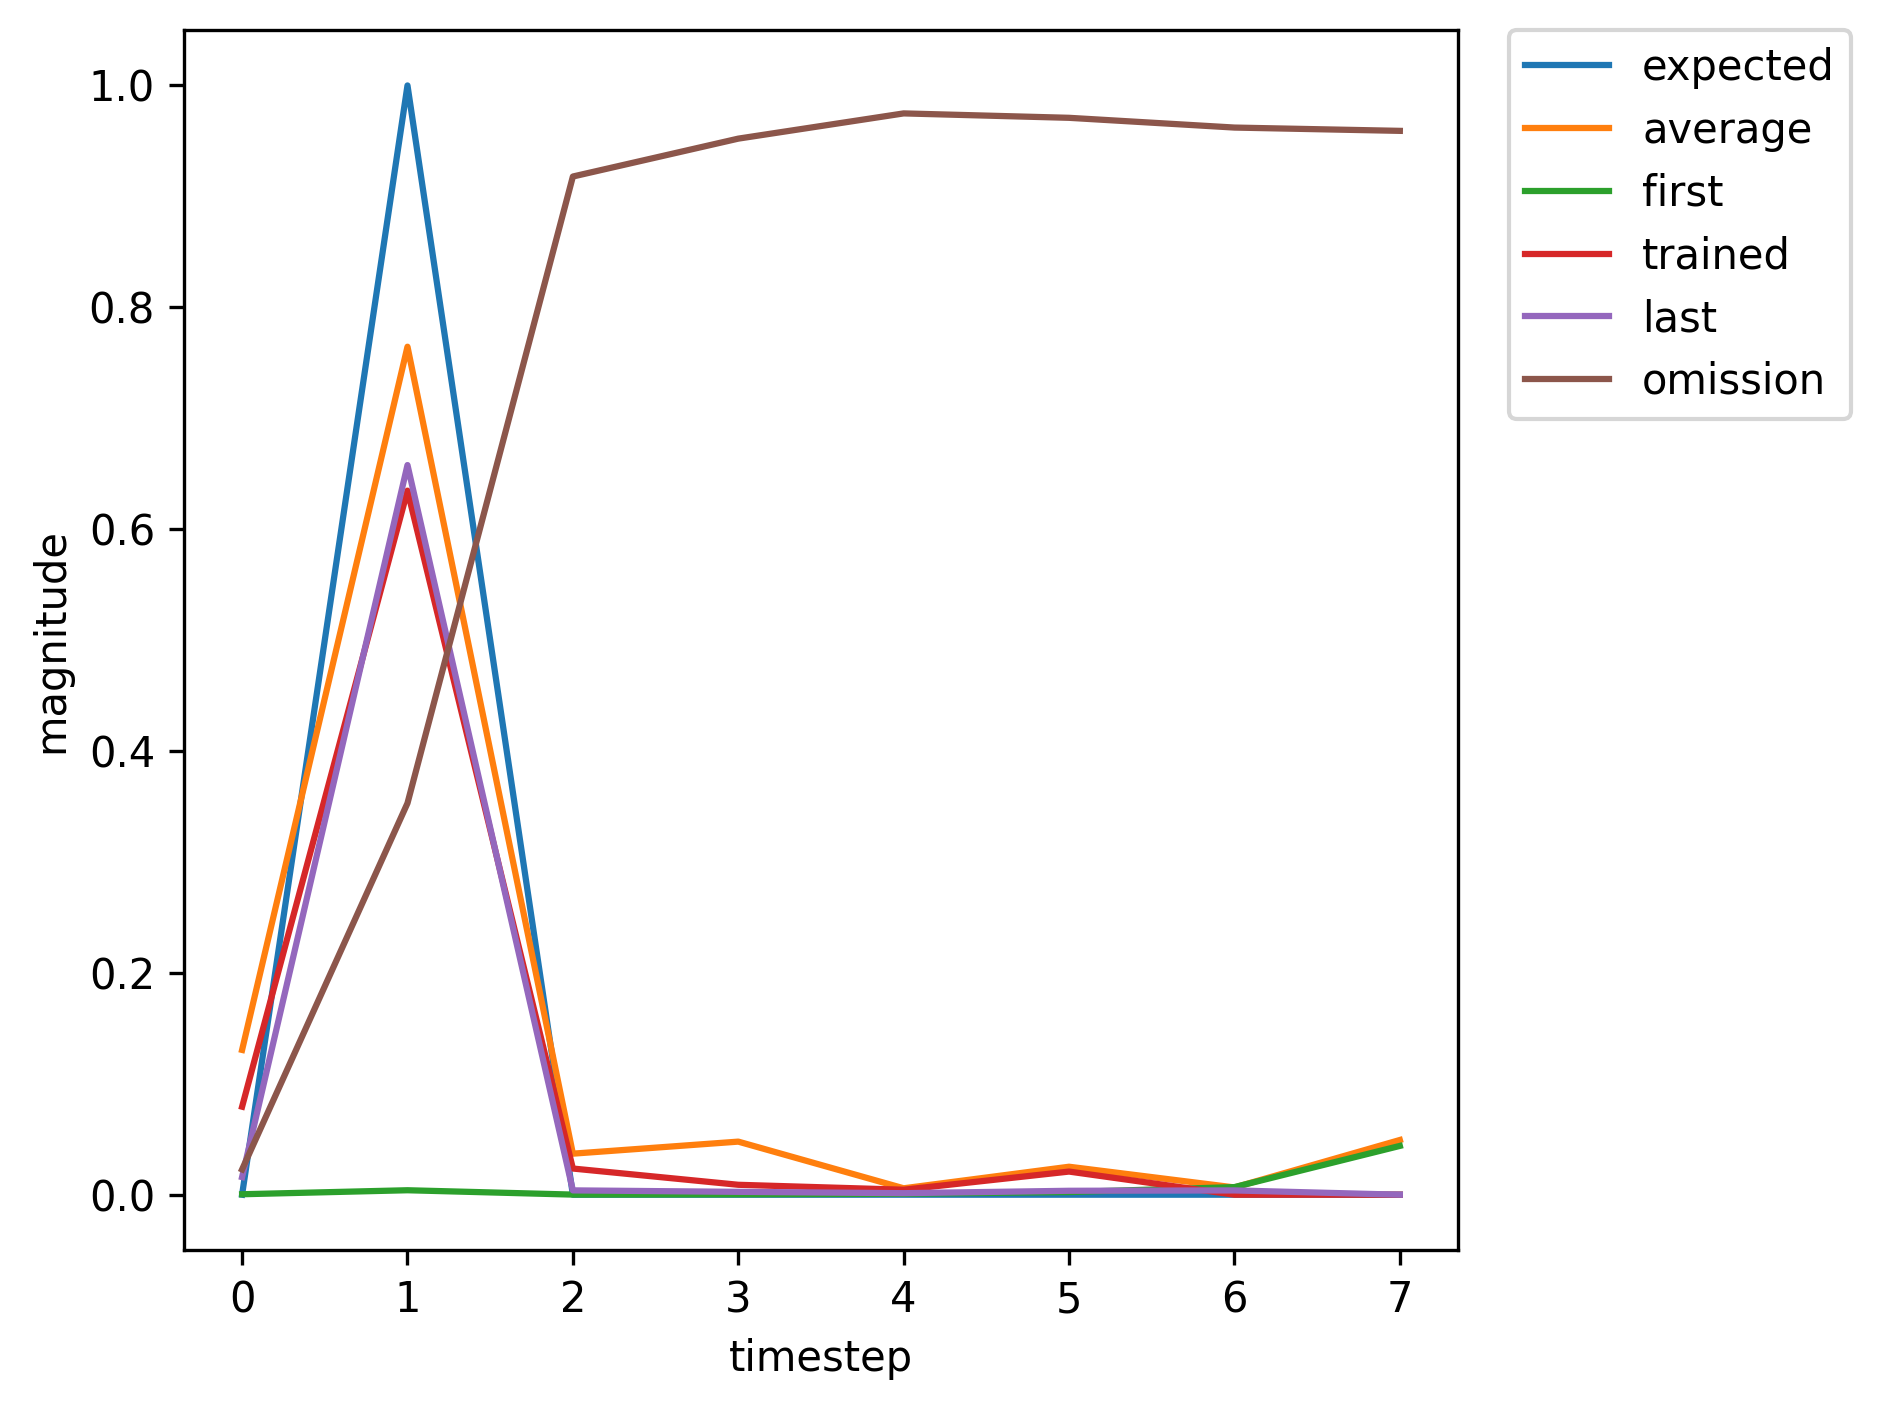 1.0
0.8
0.6
0.4
0.2
0.0
magnitude
0 1 2 3 4 5 6 7
timestep
expected
average
first
trained
last
omission